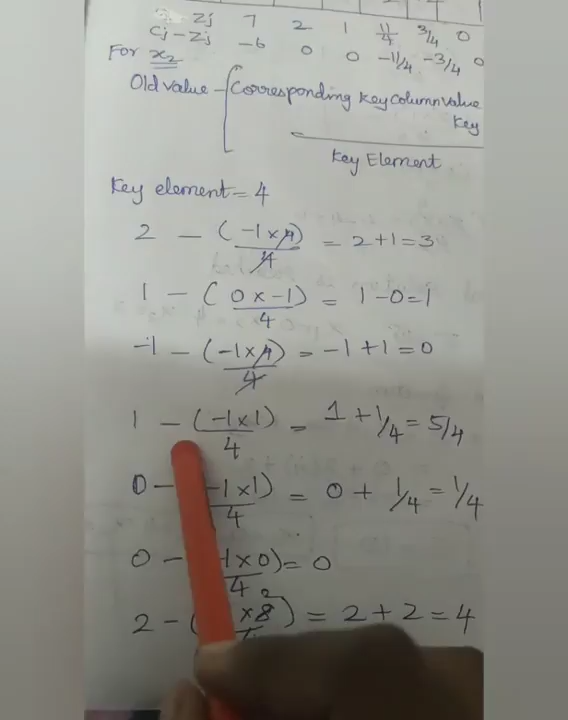 Zj 7 2 1 11/4 3/4 0
Cj - Zj -6 0 0 -11/4 -3/4 0
For x2
Old value - [Corresponding key column value
key
Key Element
Key element = 4
2 - (-1×4)/4 = 2+1=3
1 - (0×-1)/4 = 1-0=1
-1 - (-1×4)/4 = -1+1=0
1 - (-1×1)/4 = 1+1/4=5/4
0 - -1×1)/4 = 0+1/4=1/4
0 - -1×0)/4 = 0
2 - ( ×8 2)/4 = 2+2=4